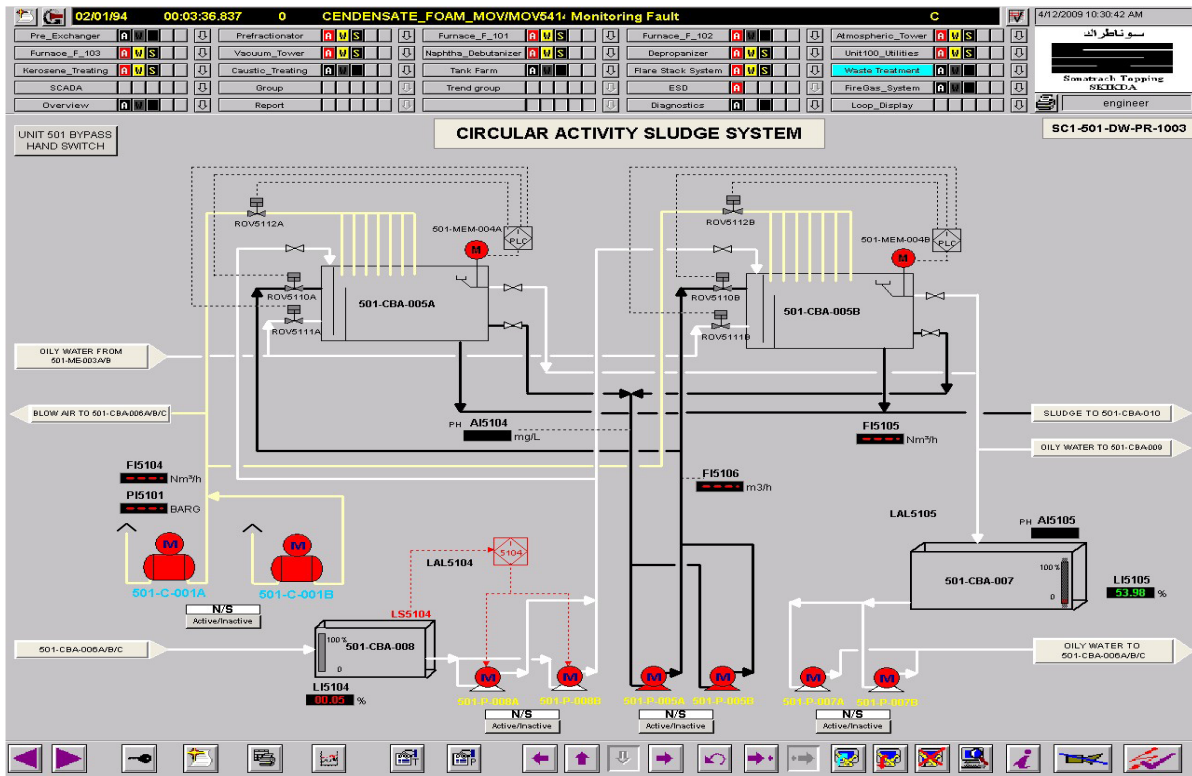 02/01/94 00:03:36.837 0 CENDENSATE_FOAM_MOV/MOV5414 Monitoring Fault C
4/12/2009 10:30:42 AM
Pre_Exchanger A W Prefractionator A W S Furnace_F_101 A W S Furnace_F_102 A W Atmospheric_Tower A W S
سوناطراك
Furnace_F_103 A W S Vacuum_Tower A W S Naphtha_Debutanizer A W S Depropanizer A W S Unit100_Utilities A W S
Kerosene_Treating A W S Caustic_Treating A W Tank Farm A W Flare Stack System A W S Waste Treatment A W
Sonatrach Topping
SKIKDA
SCADA Group Trend group ESD A FireGas_System A W
Overview A W Report Diagnostics A Loop_Display
engineer
UNIT 501 BYPASS
HAND SWITCH
CIRCULAR ACTIVITY SLUDGE SYSTEM
SC1-501-DW-PR-1003
ROV5112A
501-MEM-004A
PLC
M
ROV5110A
501-CBA-005A
ROV5111A
ROV5112B
501-MEM-004B
PLC
M
ROV5110B
501-CBA-005B
ROV5111B
OILY WATER FROM
501-ME-003A/B
BLOW AIR TO 501-CBA-006A/B/C
SLUDGE TO 501-CBA-010
PH AI5104
mg/L
FI5105
---- Nm³/h
OILY WATER TO 501-CBA-009
FI5104
---- Nm³/h
FI5106
---- m3/h
PI5101
---- BARG
LAL5105
PH AI5105
M M
501-C-001A 501-C-001B
N/S
Active/Inactive
LAL5104
I
5104
LS5104
501-CBA-007
100%
0
LI5105
53.98 %
501-CBA-006A/B/C
100%
501-CBA-008
0
LI5104
00.05 %
OILY WATER TO
501-CBA-006A/B/C
M M M M M M
501-P-008A 501-P-008B 501-P-005A 501-P-005B 501-P-007A 501-P-007B
N/S N/S N/S
Active/Inactive Active/Inactive Active/Inactive
T P i